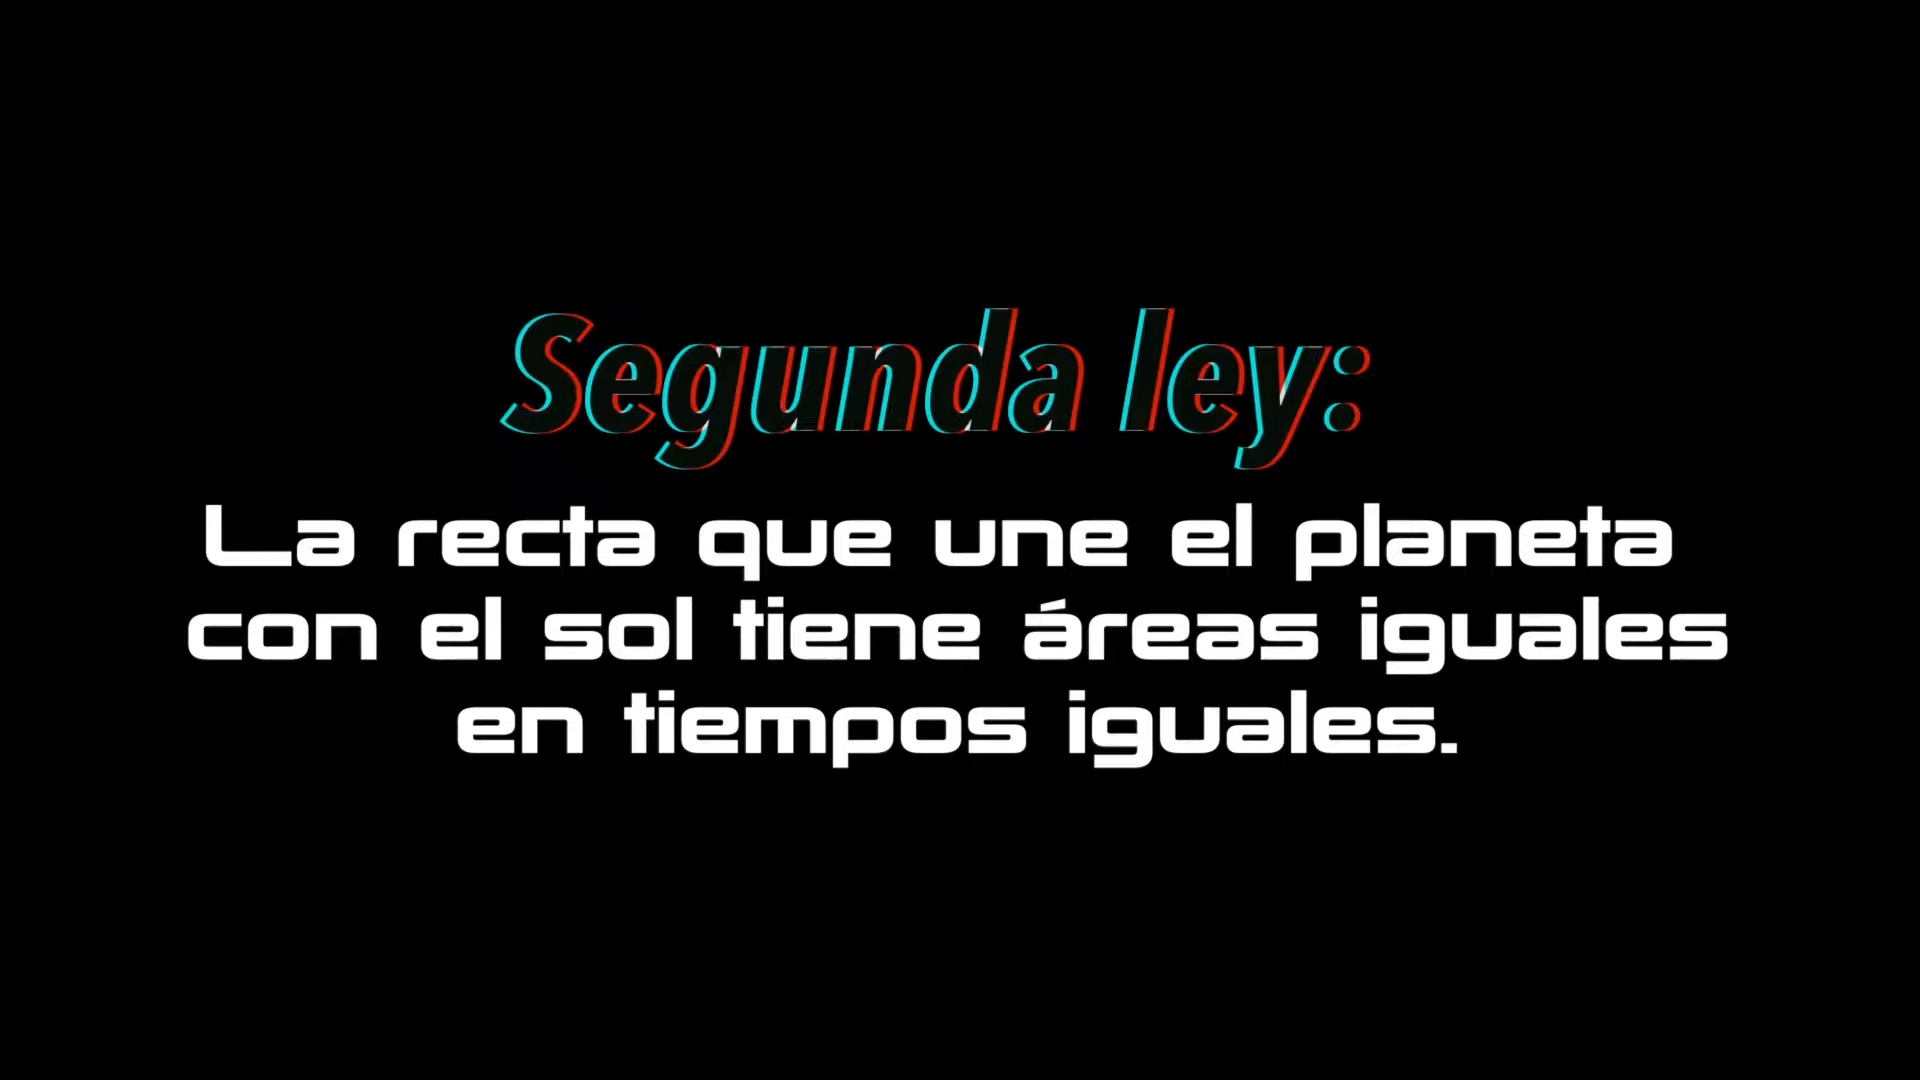 Segunda ley:
La recta que une el planeta
con el sol tiene áreas iguales
en tiempos iguales.